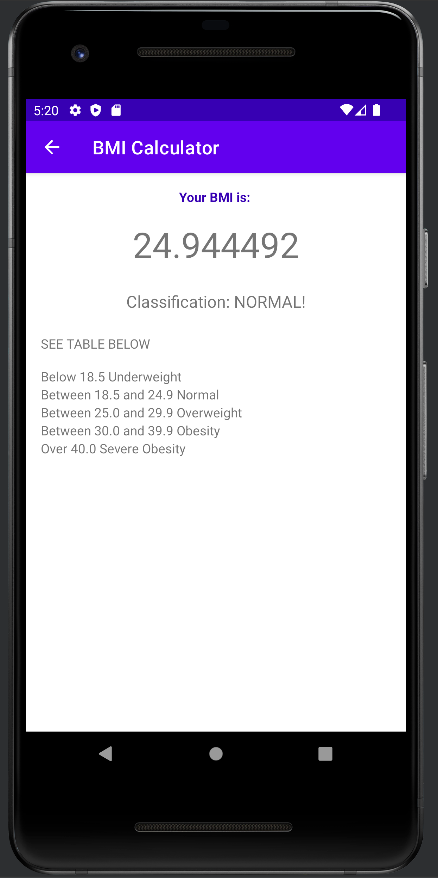 5:20
BMI Calculator
Your BMI is:
24.944492
Classification: NORMAL!
SEE TABLE BELOW
Below 18.5 Underweight
Between 18.5 and 24.9 Normal
Between 25.0 and 29.9 Overweight
Between 30.0 and 39.9 Obesity
Over 40.0 Severe Obesity